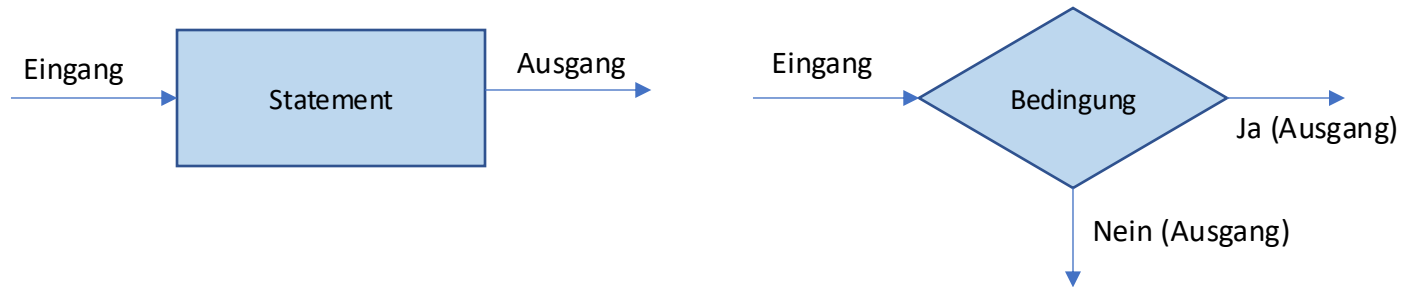 Eingang
Statement
Ausgang
Eingang
Bedingung
Ja (Ausgang)
Nein (Ausgang)